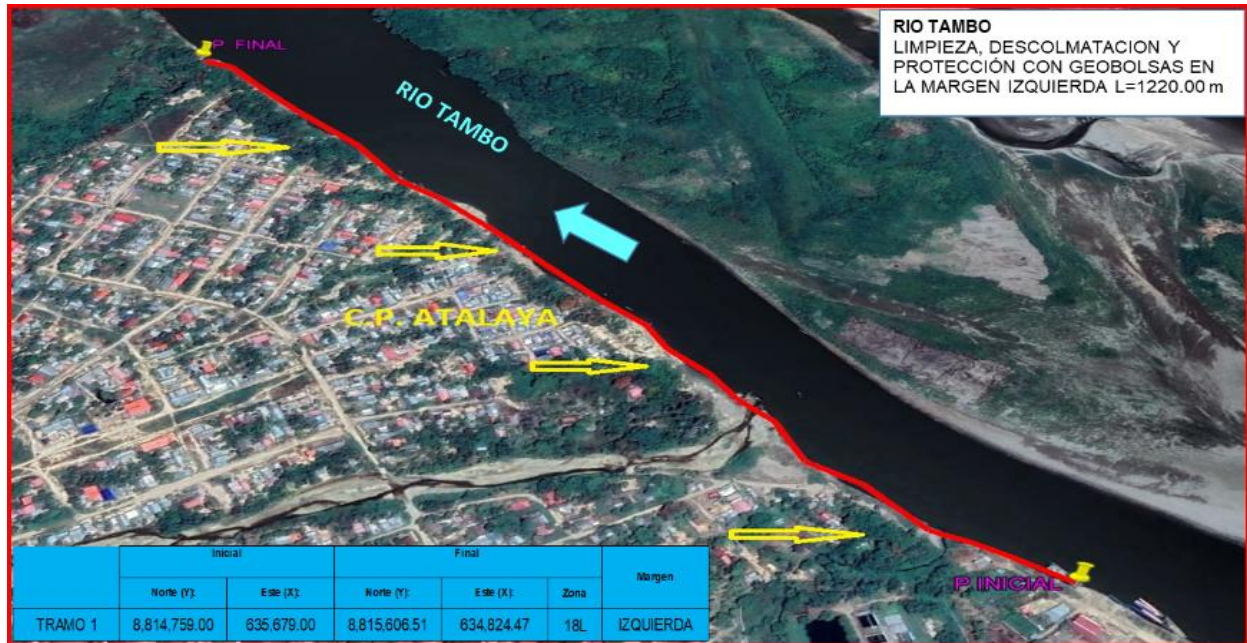 RIO TAMBO
LIMPIEZA, DESCOLMATACION Y
PROTECCIÓN CON GEOBOLSAS EN
LA MARGEN IZQUIERDA L=1220.00 m
P FINAL
RIO TAMBO
C.P. ATALAYA
P INICIAL
Inicial Final Margen
Norte (Y): Este (X): Norte (Y): Este (X): Zona
TRAMO 1 8,814,759.00 635,679.00 8,815,606.51 634,824.47 18L IZQUIERDA